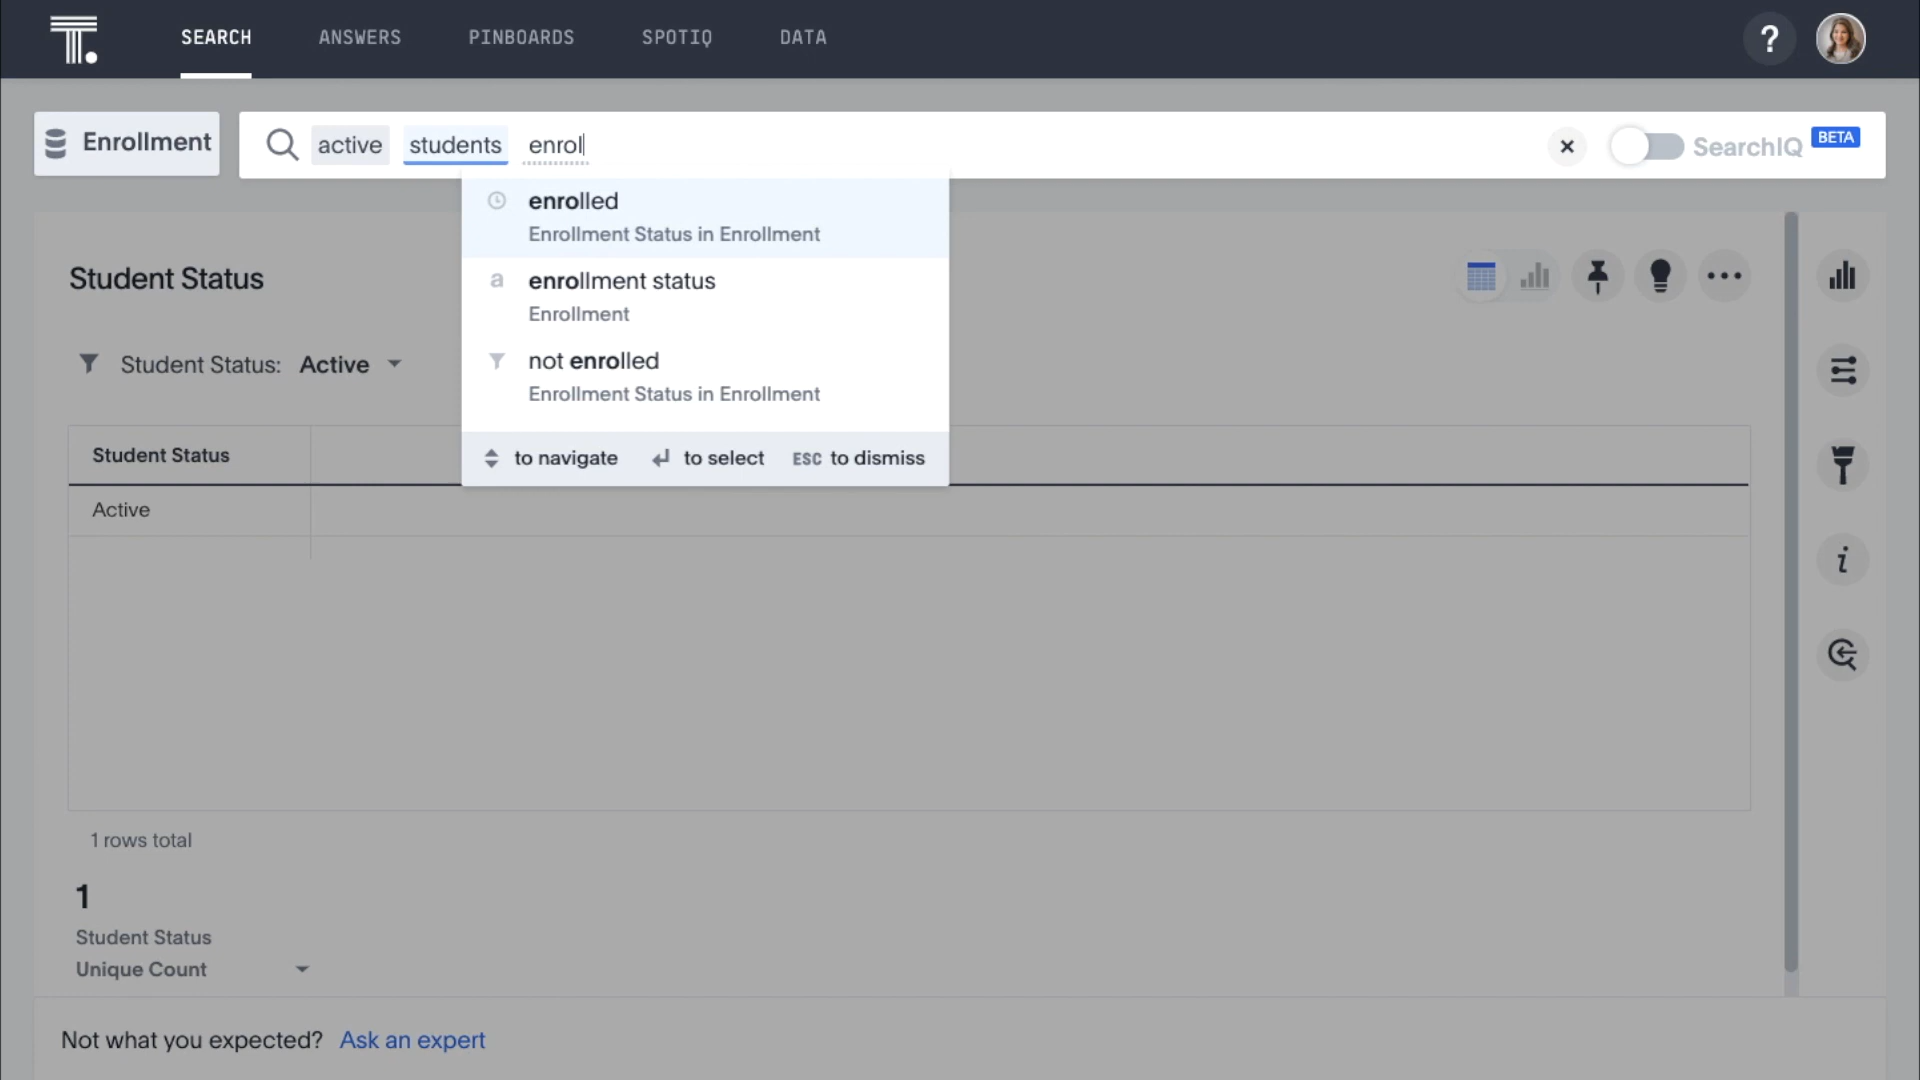 T.
SEARCH ANSWERS PINBOARDS SPOTIQ DATA ?
Enrollment active students enrol SearchIQ BETA
enrolled
Enrollment Status in Enrollment
a enrollment status
Enrollment
not enrolled
Enrollment Status in Enrollment
to navigate to select ESC to dismiss
Student Status
Student Status: Active
Student Status
Active
1 rows total
1
Student Status
Unique Count
Not what you expected? Ask an expert